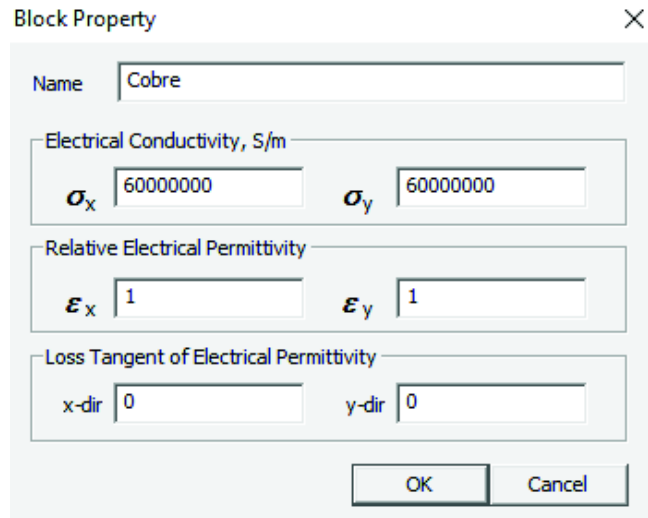 Block Property
Name Cobre
Electrical Conductivity, S/m
σx 60000000 σy 60000000
Relative Electrical Permittivity
εx 1 εy 1
Loss Tangent of Electrical Permittivity
x-dir 0 y-dir 0
OK Cancel